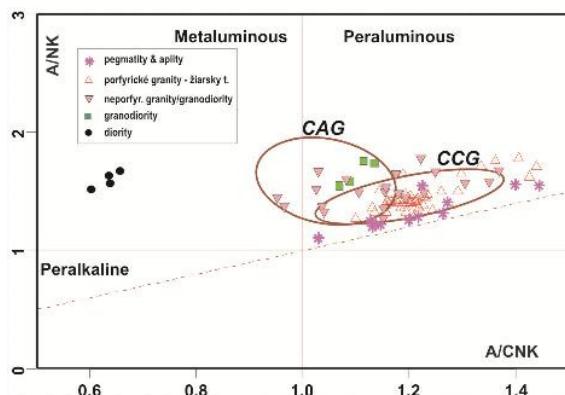 3
Metaluminous Peraluminous
A/NK
pegmatity & aplity
porfyrické granity - žiarsky t.
neporfyr. granity/granodiority
granodiority
diority
2
CAG
CCG
1
Peralkaline
A/CNK
0
0.6 0.8 1.0 1.2 1.4